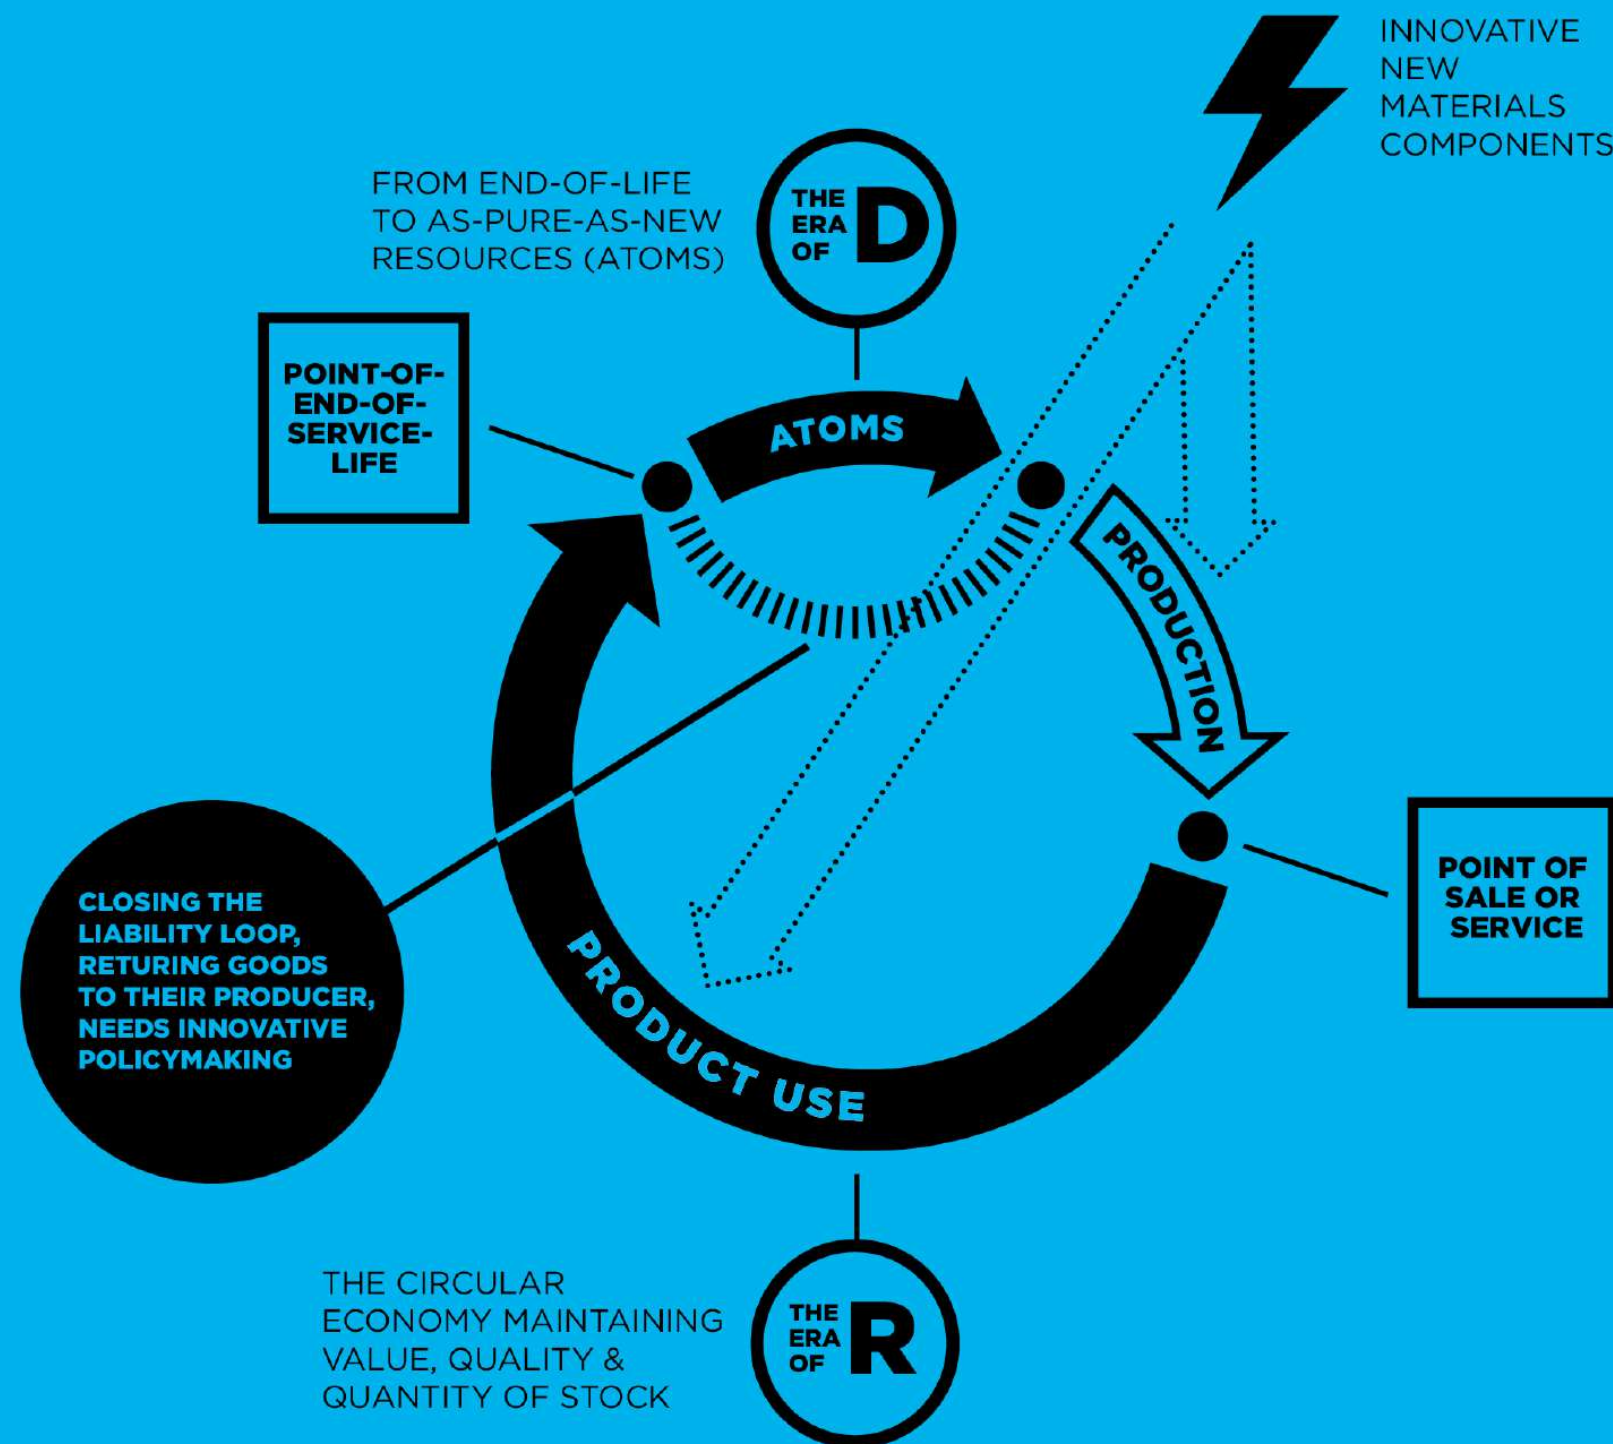 INNOVATIVE
NEW
MATERIALS
COMPONENTS
FROM END-OF-LIFE
TO AS-PURE-AS-NEW
RESOURCES (ATOMS)
THE
ERA
OF
D
POINT-OF-
END-OF-
SERVICE-
LIFE
ATOMS
PRODUCTION
POINT OF
SALE OR
SERVICE
CLOSING THE
LIABILITY LOOP,
RETURING GOODS
TO THEIR PRODUCER,
NEEDS INNOVATIVE
POLICYMAKING
PRODUCT USE
THE CIRCULAR
ECONOMY MAINTAINING
VALUE, QUALITY &
QUANTITY OF STOCK
THE
ERA
OF
R